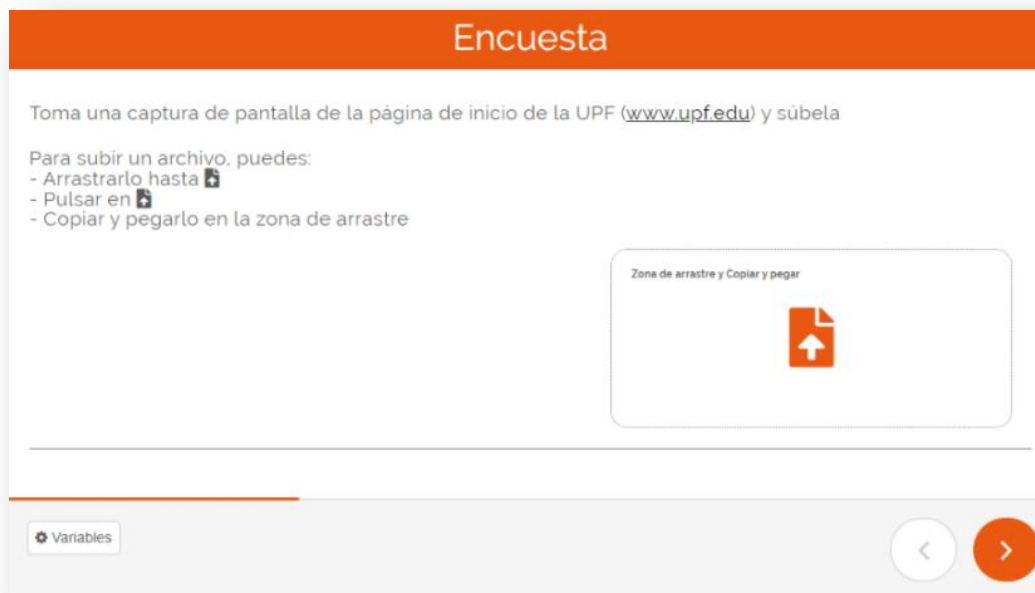 Encuesta
Toma una captura de pantalla de la página de inicio de la UPF (www.upf.edu) y súbela
Para subir un archivo, puedes:
- Arrastrarlo hasta
- Pulsar en
- Copiar y pegarlo en la zona de arrastre
Zona de arrastre y Copiar y pegar
Variables